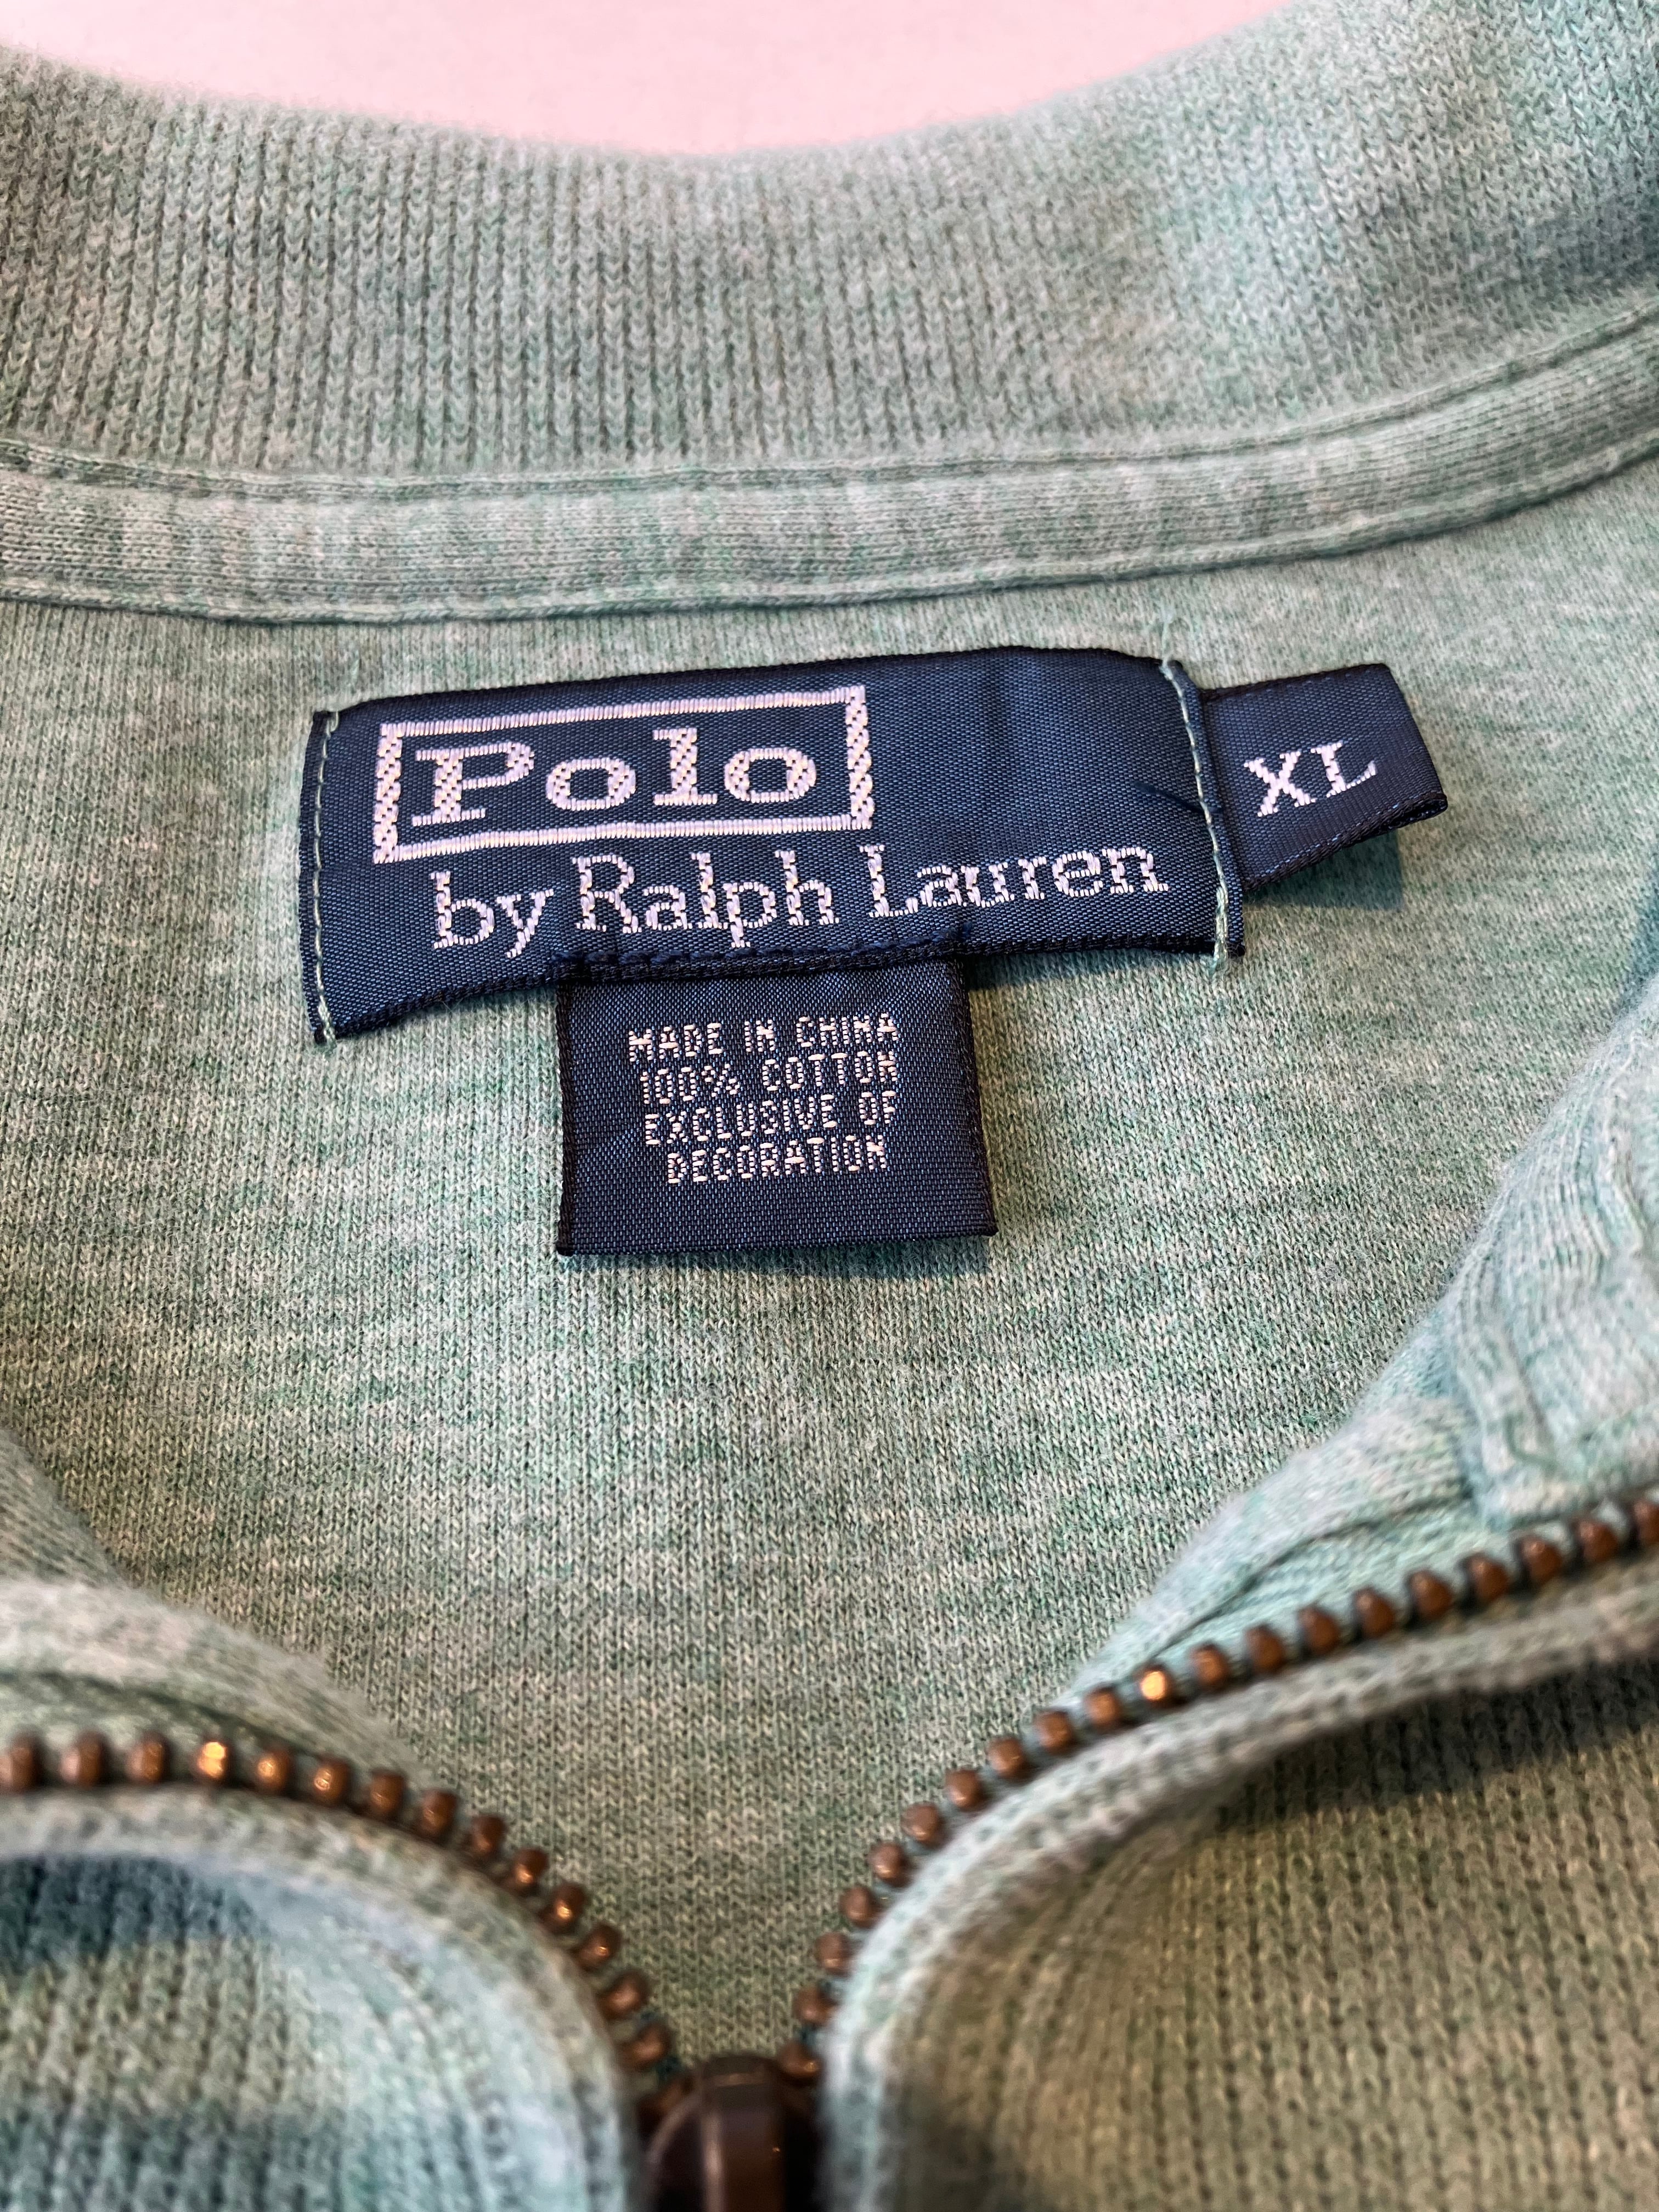 Polo
by Ralph Lauren
XL
MADE IN CHINA
100% COTTON
EXCLUSIVE OF
DECORATION